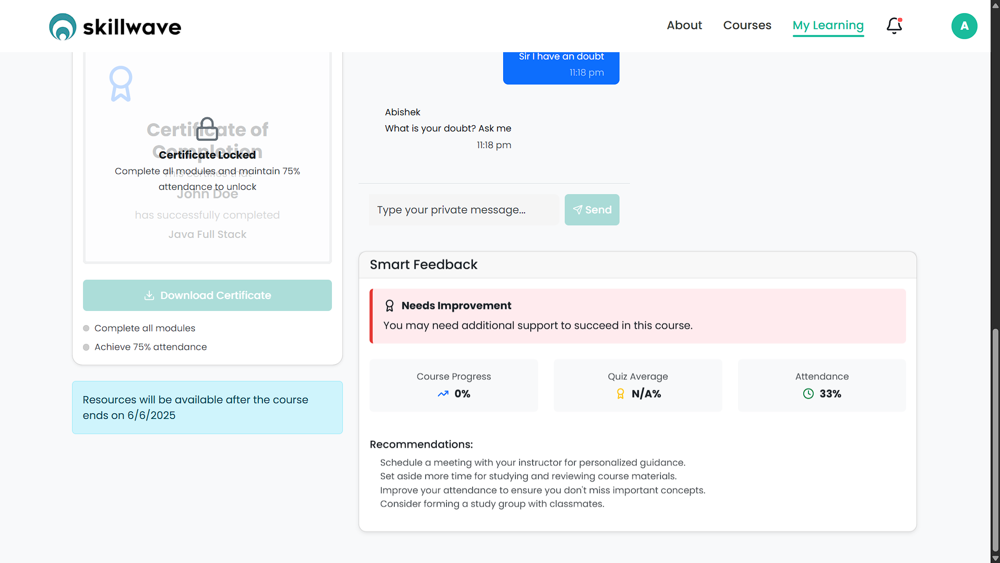 skillwave
About
Courses
My Learning
A
Certificate of
Completion
This certifies that
John Doe
has successfully completed
Java Full Stack
Certificate Locked
Complete all modules and maintain 75%
attendance to unlock
Download Certificate
Complete all modules
Achieve 75% attendance
Resources will be available after the course
ends on 6/6/2025
Sir I have an doubt
11:18 pm
Abishek
What is your doubt? Ask me
11:18 pm
Type your private message...
Send
Smart Feedback
Needs Improvement
You may need additional support to succeed in this course.
Course Progress
0%
Quiz Average
N/A%
Attendance
33%
Recommendations:
Schedule a meeting with your instructor for personalized guidance.
Set aside more time for studying and reviewing course materials.
Improve your attendance to ensure you don't miss important concepts.
Consider forming a study group with classmates.